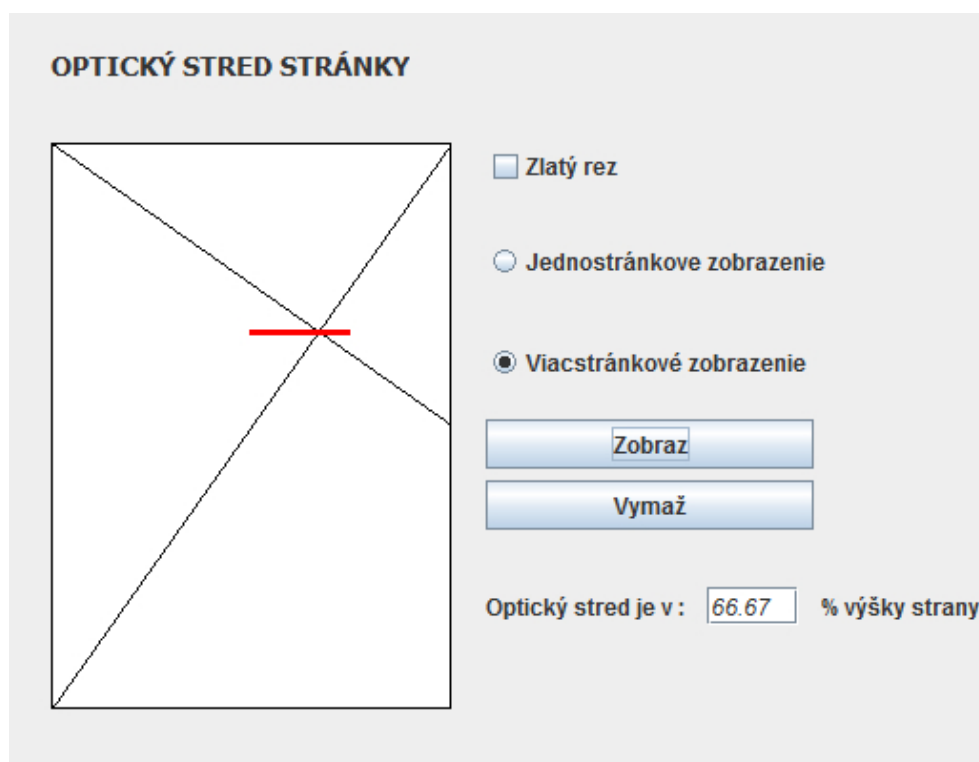 OPTICKÝ STRED STRÁNKY
Zlatý rez
Jednostránkove zobrazenie
Viacstránkové zobrazenie
Zobraz
Vymaž
Optický stred je v : 66.67 % výšky strany